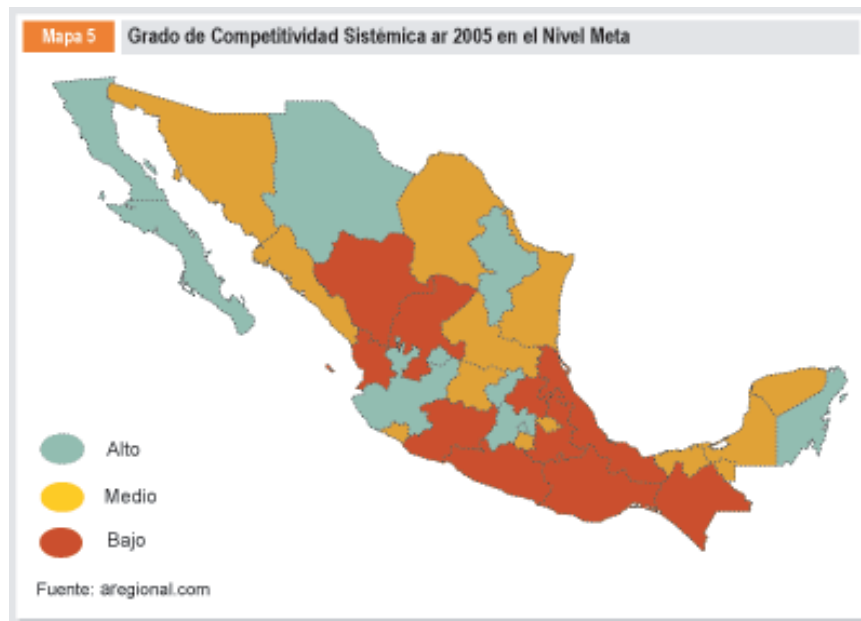 Mapa 5
Grado de Competitividad Sistémica ar 2005 en el Nivel Meta
Alto
Medio
Bajo
Fuente: aregional.com